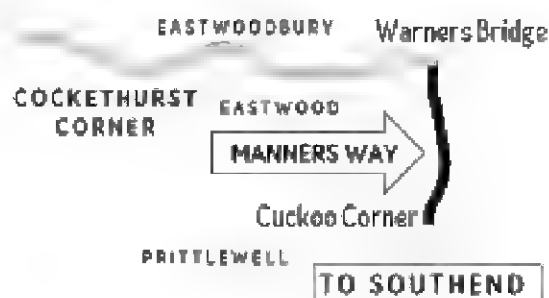 EASTWOODBURY
Warners Bridge
COCKETHURST
CORNER
EASTWOOD
MANNERS WAY
Cuckoo Corner
PRITTLEWELL
TO SOUTHEND